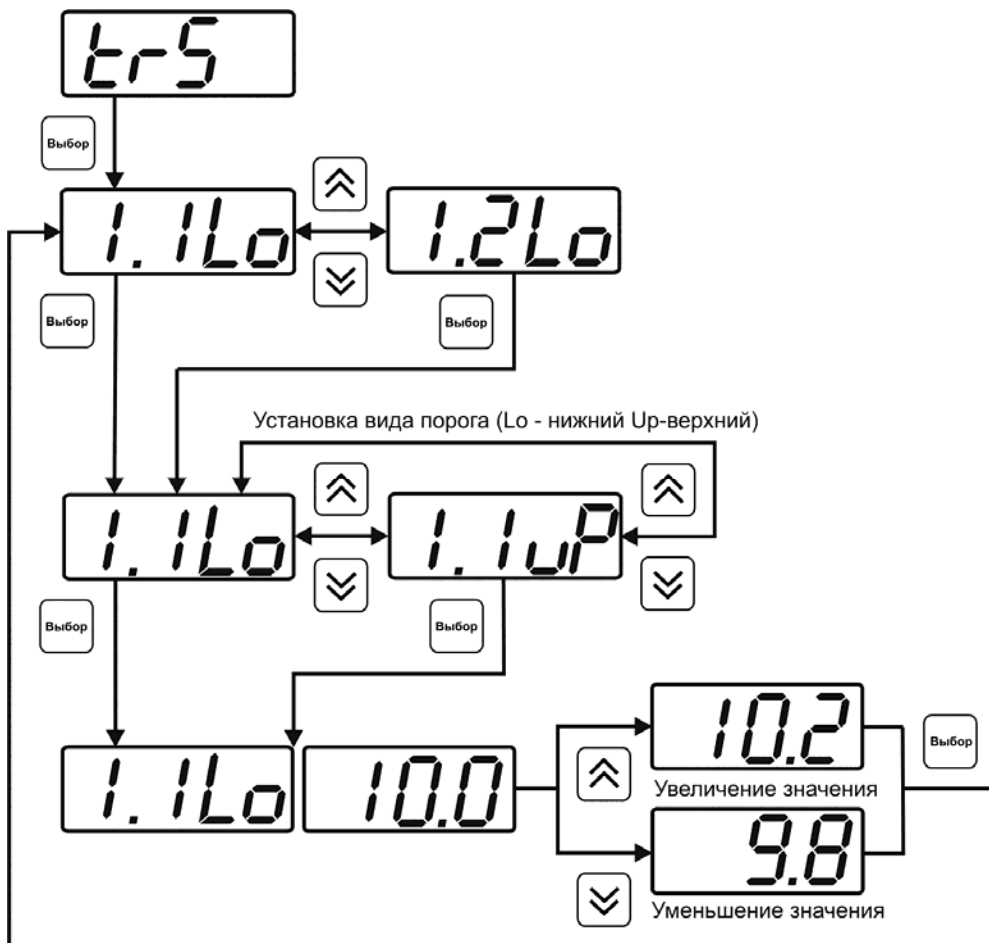 trS
Выбор
1.1Lo
1.2Lo
Выбор
Выбор
Установка вида порога (Lo - нижний Up-верхний)
1.1Lo
1.1uP
Выбор
Выбор
10.2
Выбор
Увеличение значения
1.1Lo
10.0
9.8
Уменьшение значения